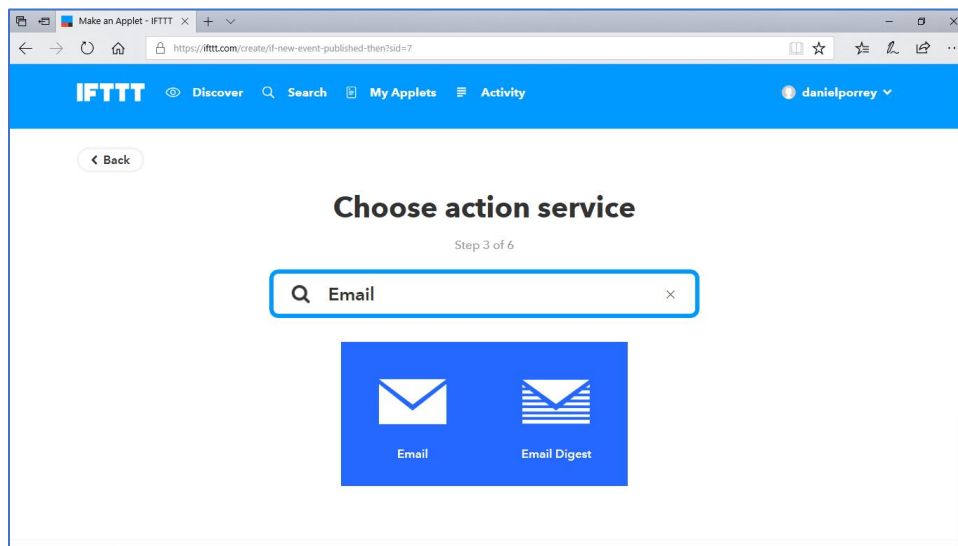 Make an Applet - IFTTT
https://ifttt.com/create/if-new-event-published-then?sid=7
IFTTT Discover Search My Applets Activity danielporrey
Back
Choose action service
Step 3 of 6
Email
Email Email Digest